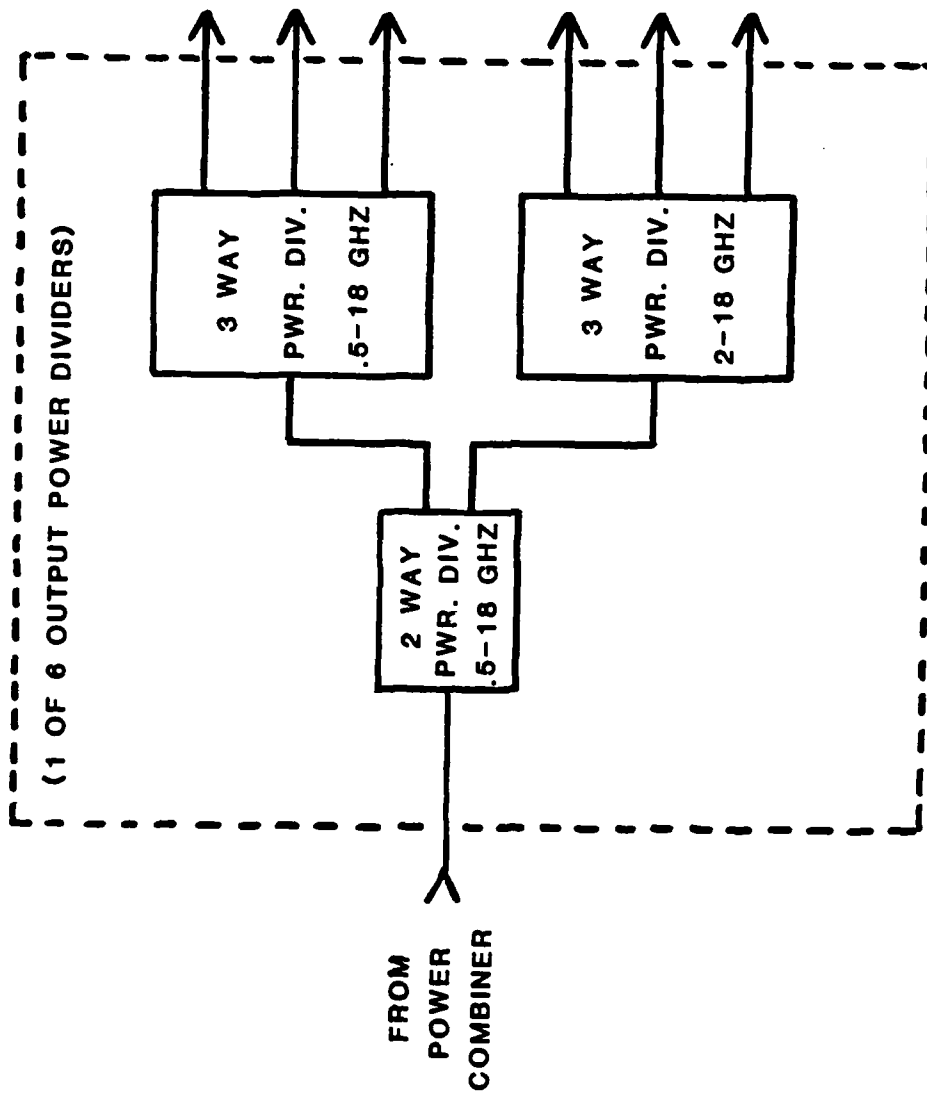 (1 OF 6 OUTPUT POWER DIVIDERS)
FROM
POWER
COMBINER
2 WAY
PWR. DIV.
.5-18 GHZ
3 WAY
PWR. DIV.
.5-18 GHZ
3 WAY
PWR. DIV.
2-18 GHZ